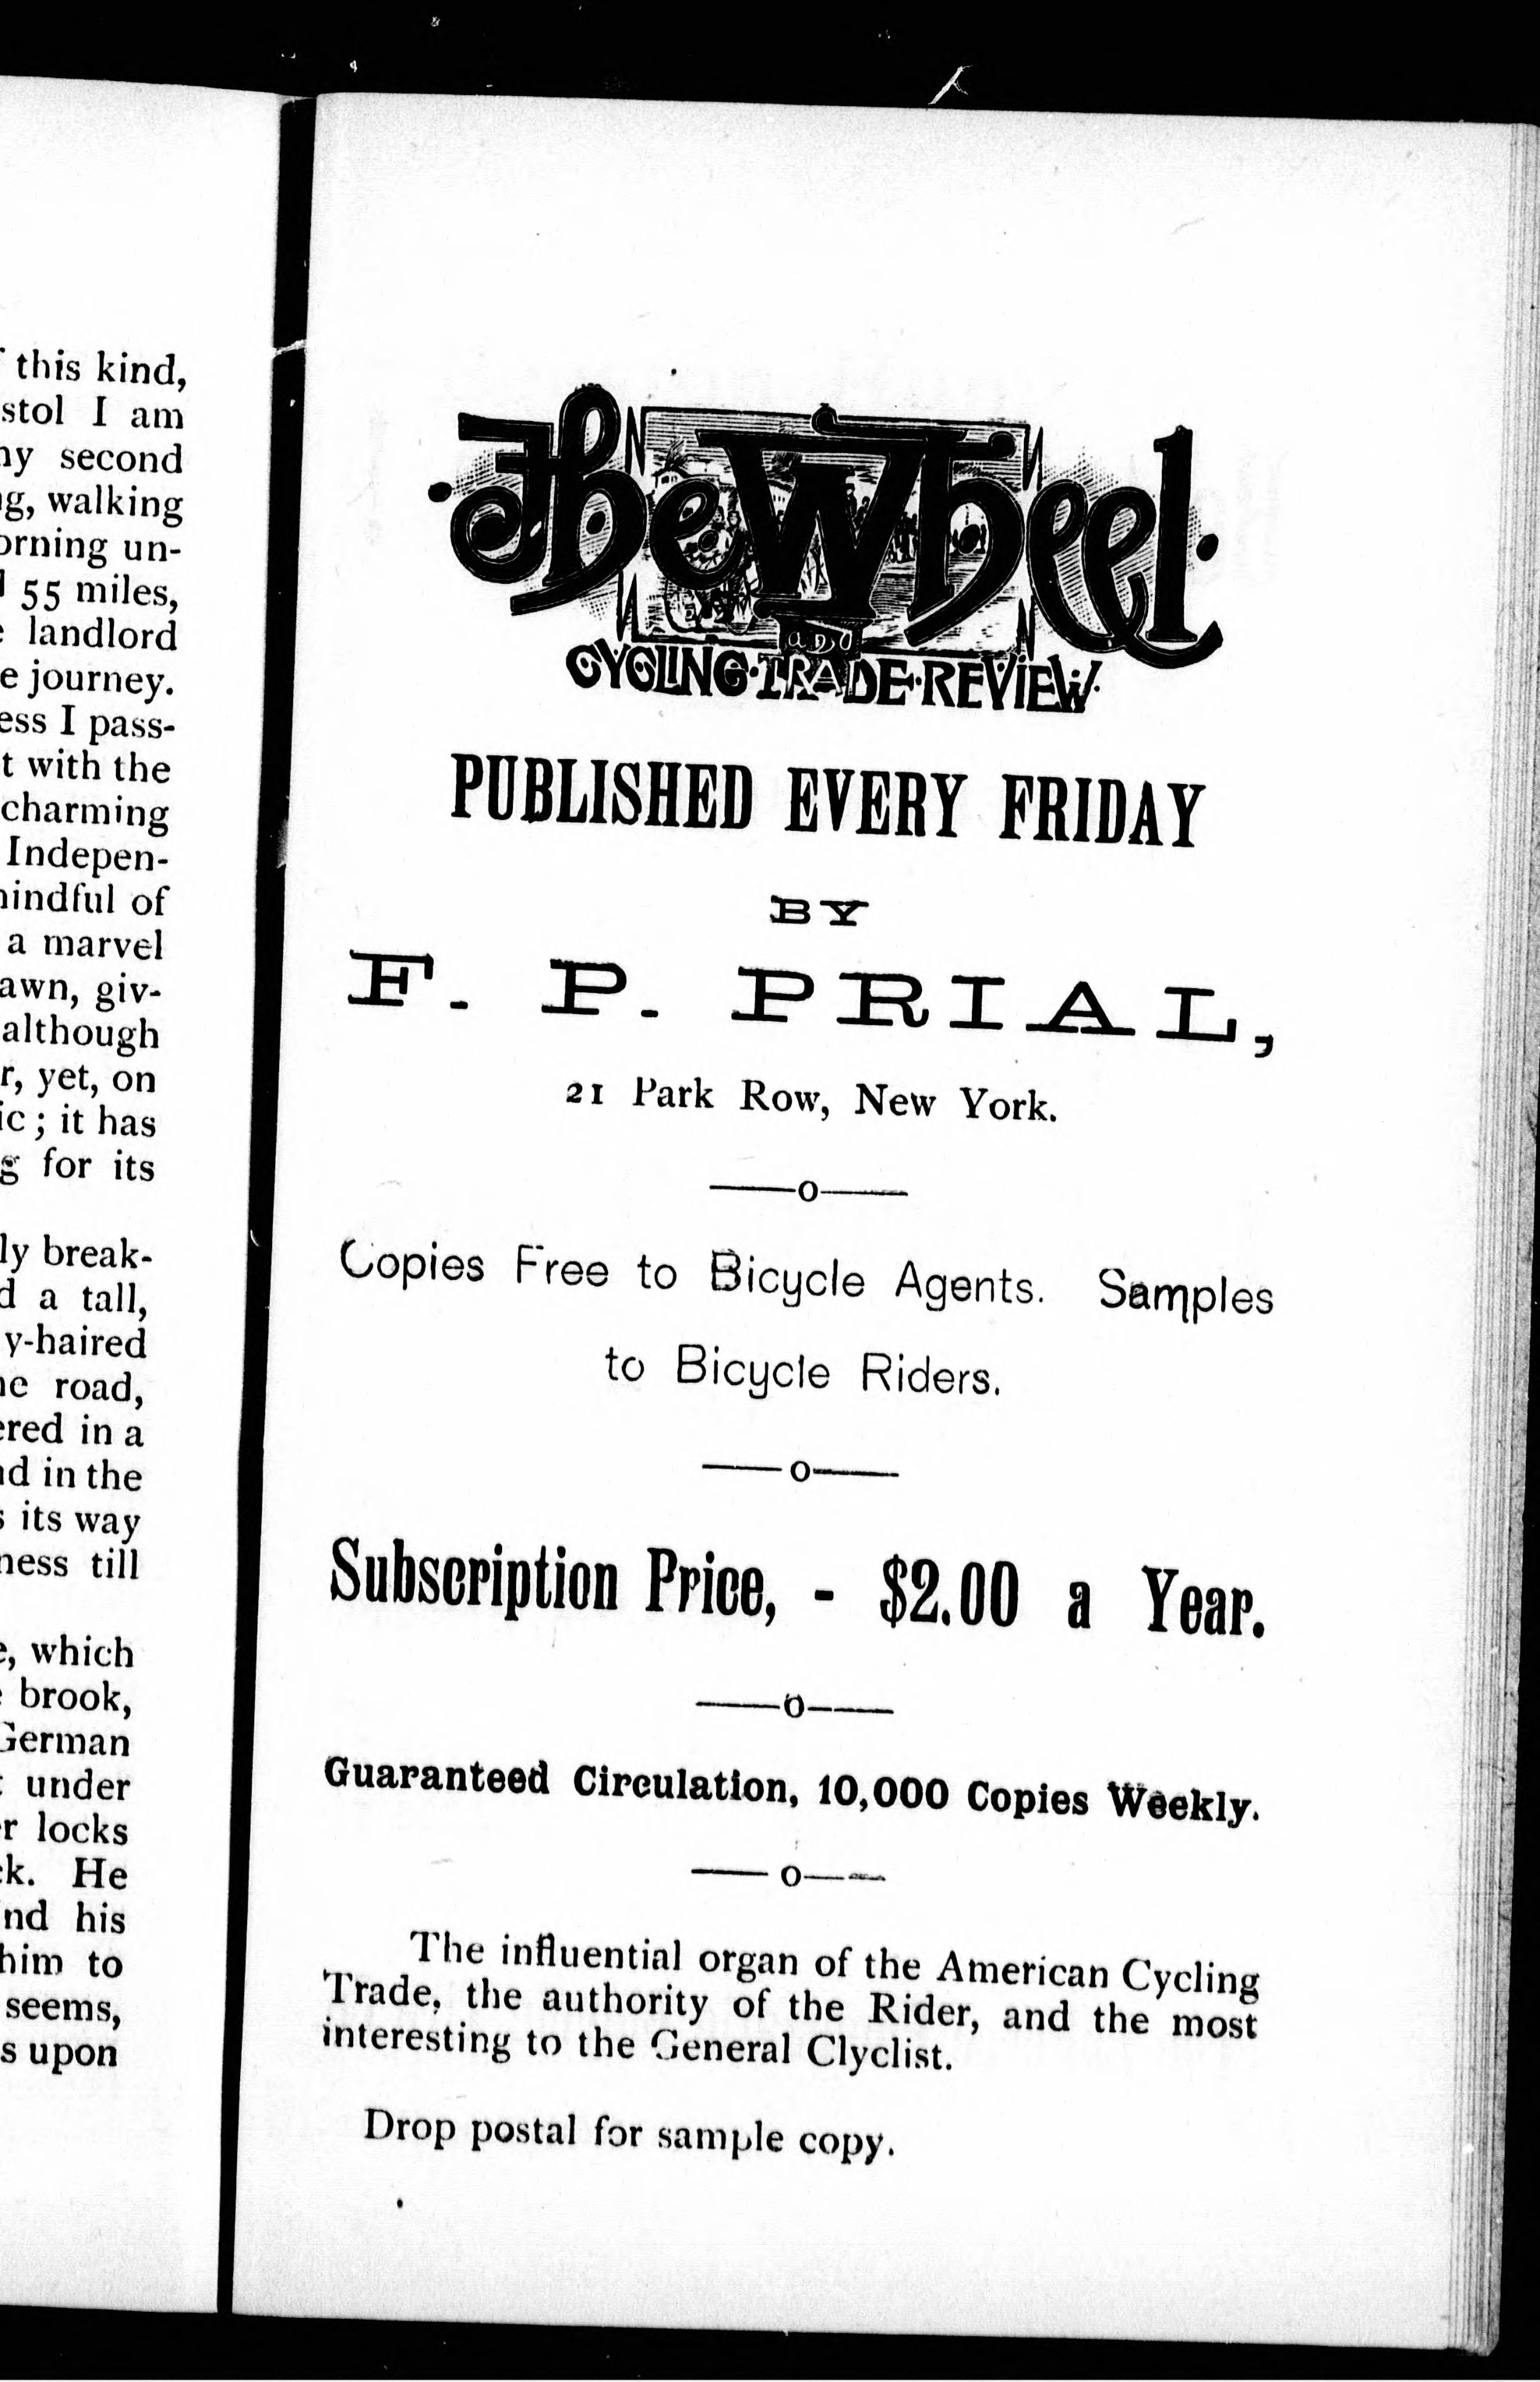 this kind,
stol I am
second
walking
orning un-
55 miles,
landlord
e journey.
ess I pass-
t with the
charming
Indepen-
indful of
a marvel
awn, giv-
although
r, yet, on
ic; it has
g for its
ly break-
d a tall,
y-haired
road,
ered in a
d in the
its way
ness till
, which
brook,
German
under
r locks
k. He
nd his
him to
seems,
s upon
The Wheel
and
CYCLING·TRADE·REVIEW·
PUBLISHED EVERY FRIDAY
BY
F. P. PRIAL,
21 Park Row, New York.
——o——
Copies Free to Bicycle Agents. Samples
to Bicycle Riders.
——o——
Subscription Price, - $2.00 a Year.
——o——
Guaranteed Circulation, 10,000 Copies Weekly.
——o——
The influential organ of the American Cycling
Trade, the authority of the Rider, and the most
interesting to the General Clyclist.
Drop postal for sample copy.